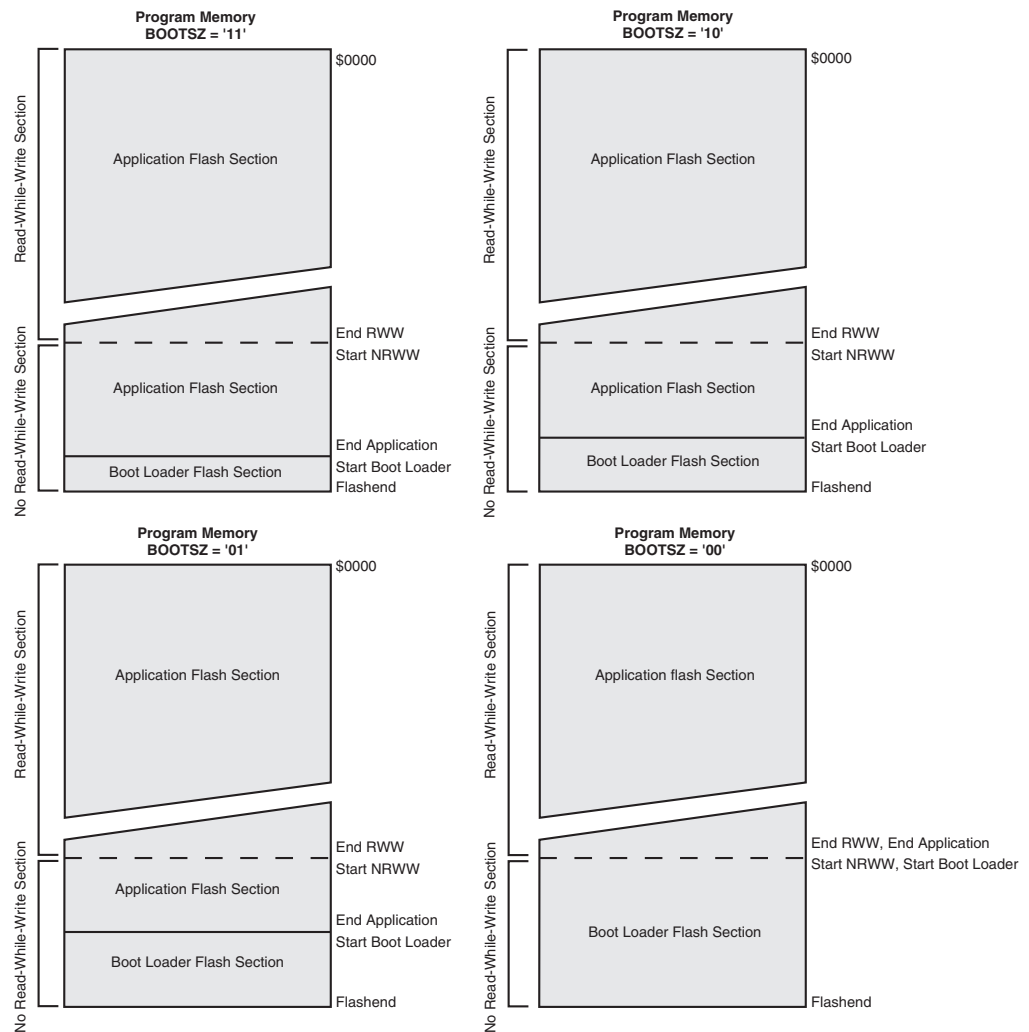 Program Memory
BOOTSZ = '11'
$0000
Read-While-Write Section
Application Flash Section
End RWW
Start NRWW
No Read-While-Write Section
Application Flash Section
End Application
Start Boot Loader
Boot Loader Flash Section
Flashend
Program Memory
BOOTSZ = '10'
$0000
Read-While-Write Section
Application Flash Section
End RWW
Start NRWW
No Read-While-Write Section
Application Flash Section
End Application
Start Boot Loader
Boot Loader Flash Section
Flashend
Program Memory
BOOTSZ = '01'
$0000
Read-While-Write Section
Application Flash Section
End RWW
Start NRWW
No Read-While-Write Section
Application Flash Section
End Application
Start Boot Loader
Boot Loader Flash Section
Flashend
Program Memory
BOOTSZ = '00'
$0000
Read-While-Write Section
Application flash Section
End RWW, End Application
Start NRWW, Start Boot Loader
No Read-While-Write Section
Boot Loader Flash Section
Flashend